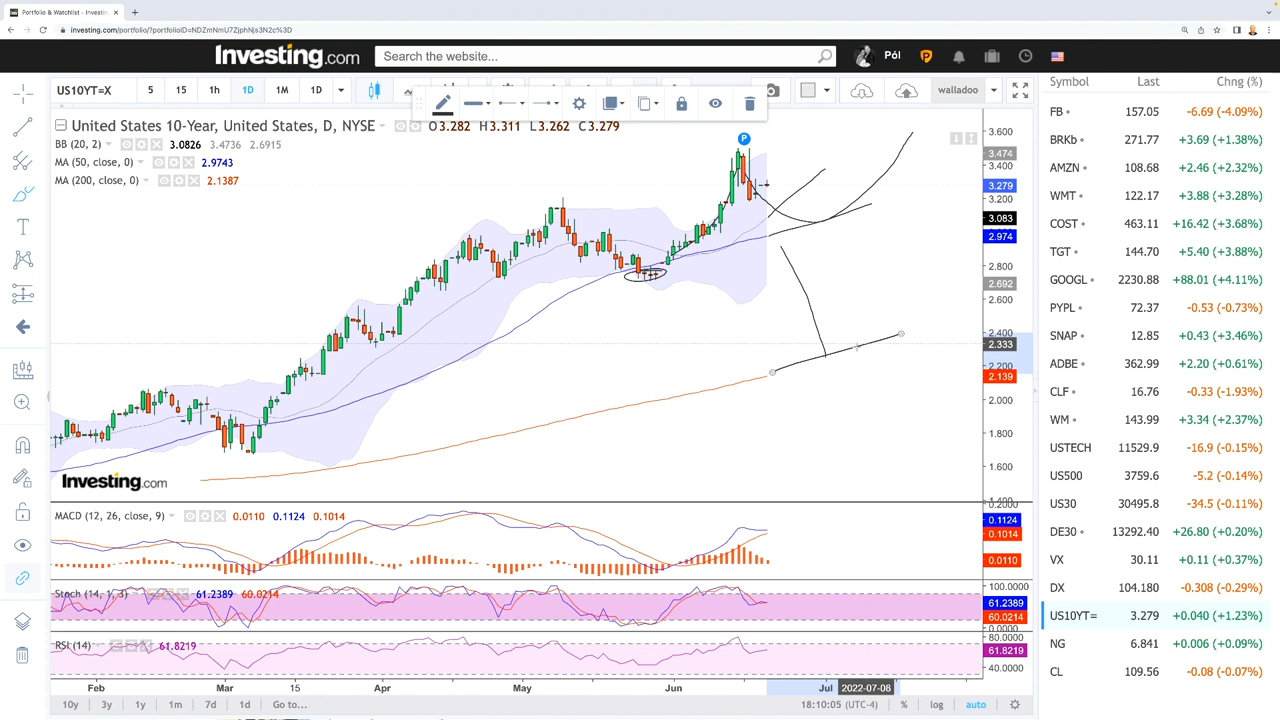 Portfolio & Watchlist - Investin
investing.com/portfolio/?portfolioID=NDZmNmU7ZjphNjs3N2c%3D
Investing.com
Search the website...
Pól
US10YT=X 5 15 1h 1D 1M 1D
walladoo
United States 10-Year, United States, D, NYSE O3.282 H3.311 L3.262 C3.279
BB (20, 2) 3.0826 3.4736 2.6915
MA (50, close, 0) 2.9743
MA (200, close, 0) 2.1387
P
3.600
3.474
3.400
3.279
3.200
3.083
2.974
2.800
2.692
2.600
2.400
2.333
2.200
2.139
2.000
1.800
1.600
1.400
Investing.com
MACD (12, 26, close, 9) 0.0110 0.1124 0.1014
0.2000
0.1124
0.1014
0.0110
Stoch (14, 1, 3) 61.2389 60.0214
100.0000
61.2389
60.0214
0.0000
RSI (14) 61.8219
80.0000
61.8219
40.0000
Feb Mar 15 Apr May Jun Jul 2022-07-08
10y 3y 1y 1m 7d 1d Go to... 18:10:05 (UTC-4) % log auto
Symbol Last Chng (%)
FB 157.05 -6.69 (-4.09%)
BRKb 271.77 +3.69 (+1.38%)
AMZN 108.68 +2.46 (+2.32%)
WMT 122.17 +3.88 (+3.28%)
COST 463.11 +16.42 (+3.68%)
TGT 144.70 +5.40 (+3.88%)
GOOGL 2230.88 +88.01 (+4.11%)
PYPL 72.37 -0.53 (-0.73%)
SNAP 12.85 +0.43 (+3.46%)
ADBE 362.99 +2.20 (+0.61%)
CLF 16.76 -0.33 (-1.93%)
WM 143.99 +3.34 (+2.37%)
USTECH 11529.9 -16.9 (-0.15%)
US500 3759.6 -5.2 (-0.14%)
US30 30495.8 -34.5 (-0.11%)
DE30 13292.40 +26.80 (+0.20%)
VX 30.11 +0.11 (+0.37%)
DX 104.180 -0.308 (-0.29%)
US10YT= 3.279 +0.040 (+1.23%)
NG 6.841 +0.006 (+0.09%)
CL 109.56 -0.08 (-0.07%)